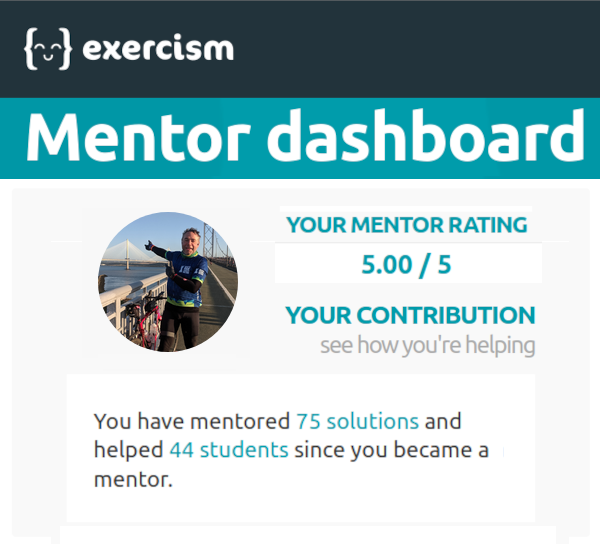 exercism
Mentor dashboard
YOUR MENTOR RATING
5.00 / 5
YOUR CONTRIBUTION
see how you're helping
You have mentored 75 solutions and
helped 44 students since you became a
mentor.